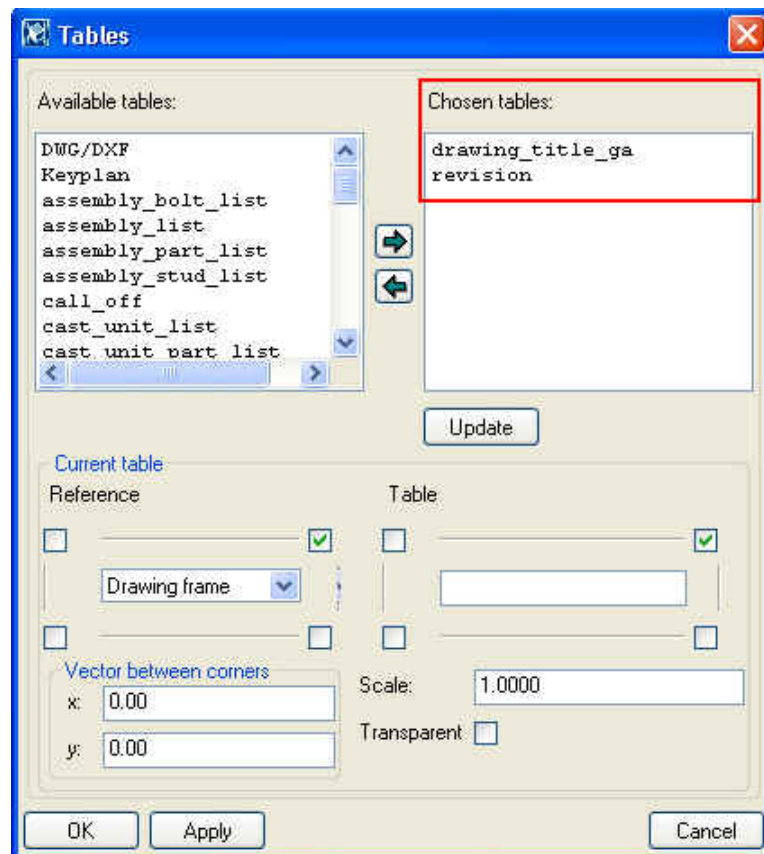 Tables
Available tables:
Chosen tables:
DWG/DXF
Keyplan
assembly_bolt_list
assembly_list
assembly_part_list
assembly_stud_list
call_off
cast_unit_list
cast_unit_part_list
drawing_title_ga
revision
Update
Current table
Reference
Table
Drawing frame
Vector between corners
x: 0.00
y: 0.00
Scale: 1.0000
Transparent
OK
Apply
Cancel